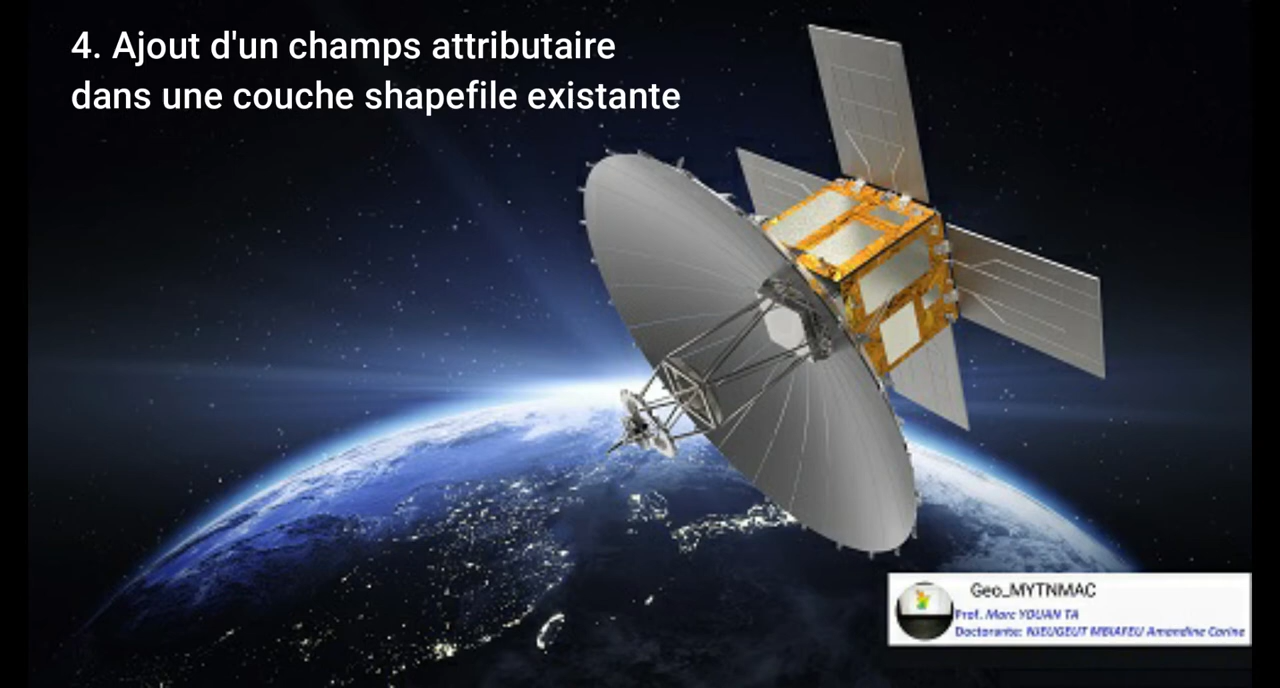 4. Ajout d'un champs attributaire
dans une couche shapefile existante
Geo_MYTNMAC
Prof. Marc YOUAN TA
Doctorante: NJEUGEUT MBIAFEU Amandine Carine